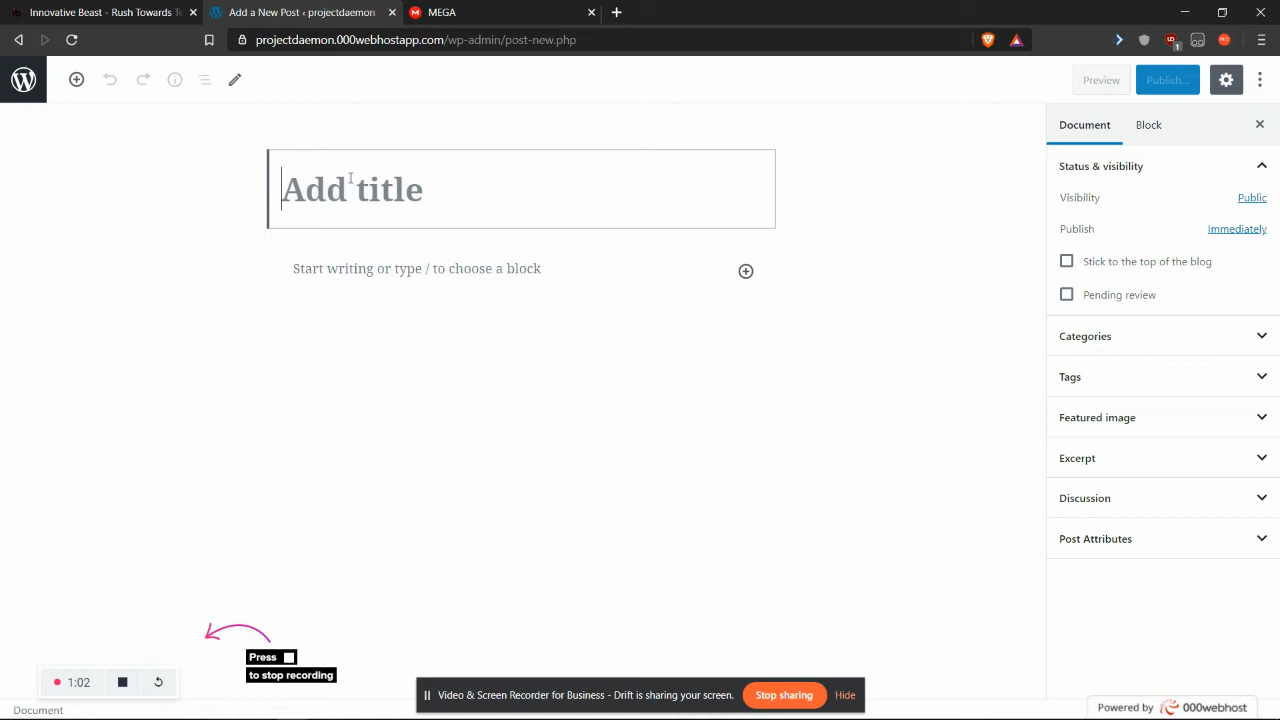 Innovative Beast - Rush Towards Te
Add a New Post ‹ projectdaemon
MEGA
projectdaemon.000webhostapp.com/wp-admin/post-new.php
1
Preview
Publish...
Document
Block
Add title
Start writing or type / to choose a block
Status & visibility
Visibility
Public
Publish
Immediately
Stick to the top of the blog
Pending review
Categories
Tags
Featured image
Excerpt
Discussion
Post Attributes
Press
to stop recording
1:02
Video & Screen Recorder for Business - Drift is sharing your screen.
Stop sharing
Hide
Document
Powered by 000webhost